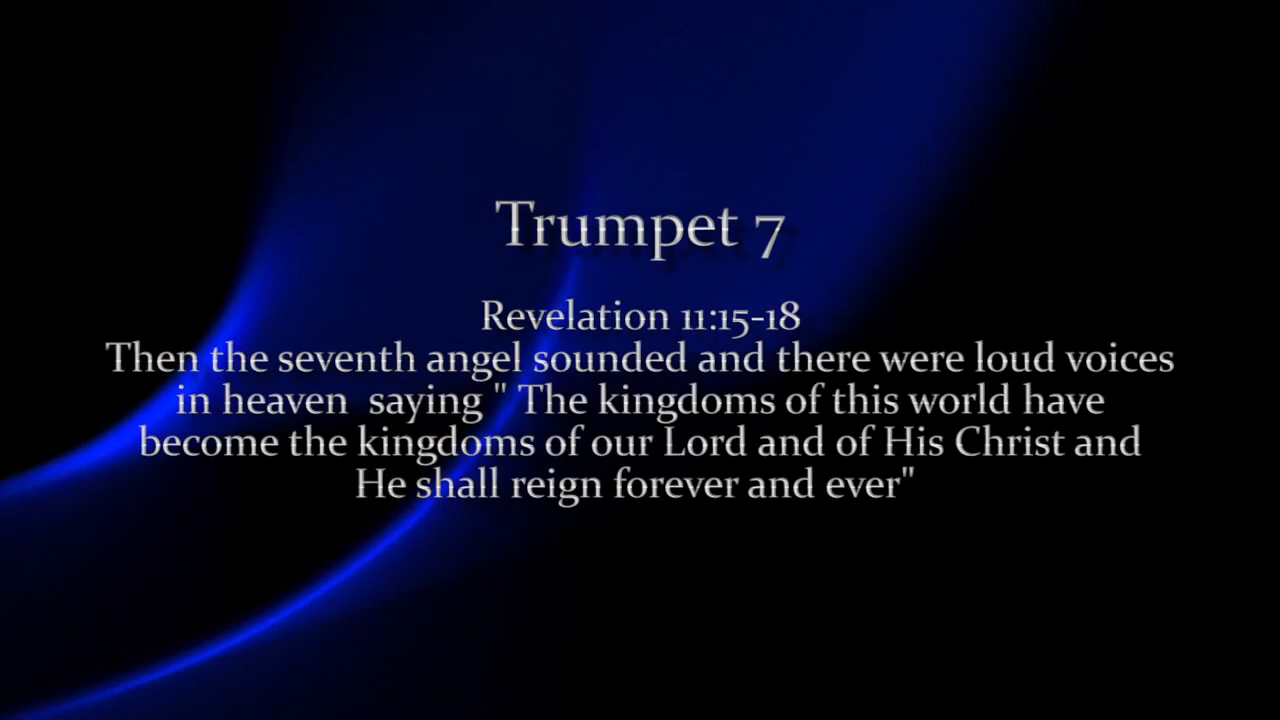 Trumpet 7
Revelation 11:15-18
Then the seventh angel sounded and there were loud voices
in heaven  saying " The kingdoms of this world have
become the kingdoms of our Lord and of His Christ and
He shall reign forever and ever"